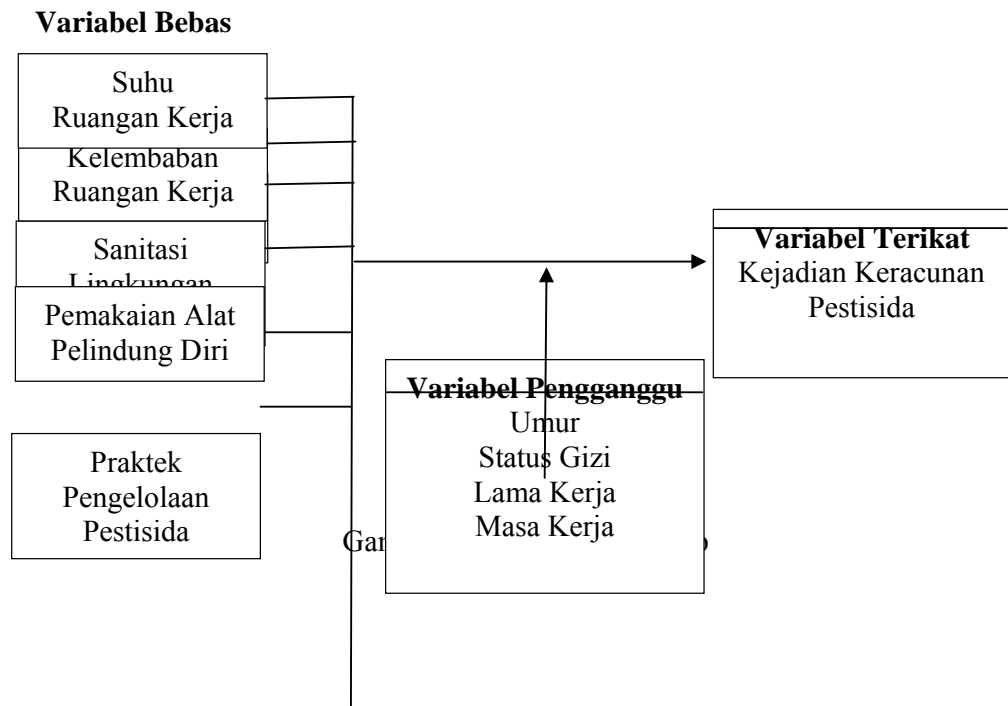 Variabel Bebas
Suhu
Ruangan Kerja
Kelembaban
Ruangan Kerja
Sanitasi
Lingkungan
Pemakaian Alat
Pelindung Diri
Praktek
Pengelolaan
Pestisida
Variabel Terikat
Kejadian Keracunan
Pestisida
Variabel Pengganggu
Umur
Status Gizi
Lama Kerja
Masa Kerja